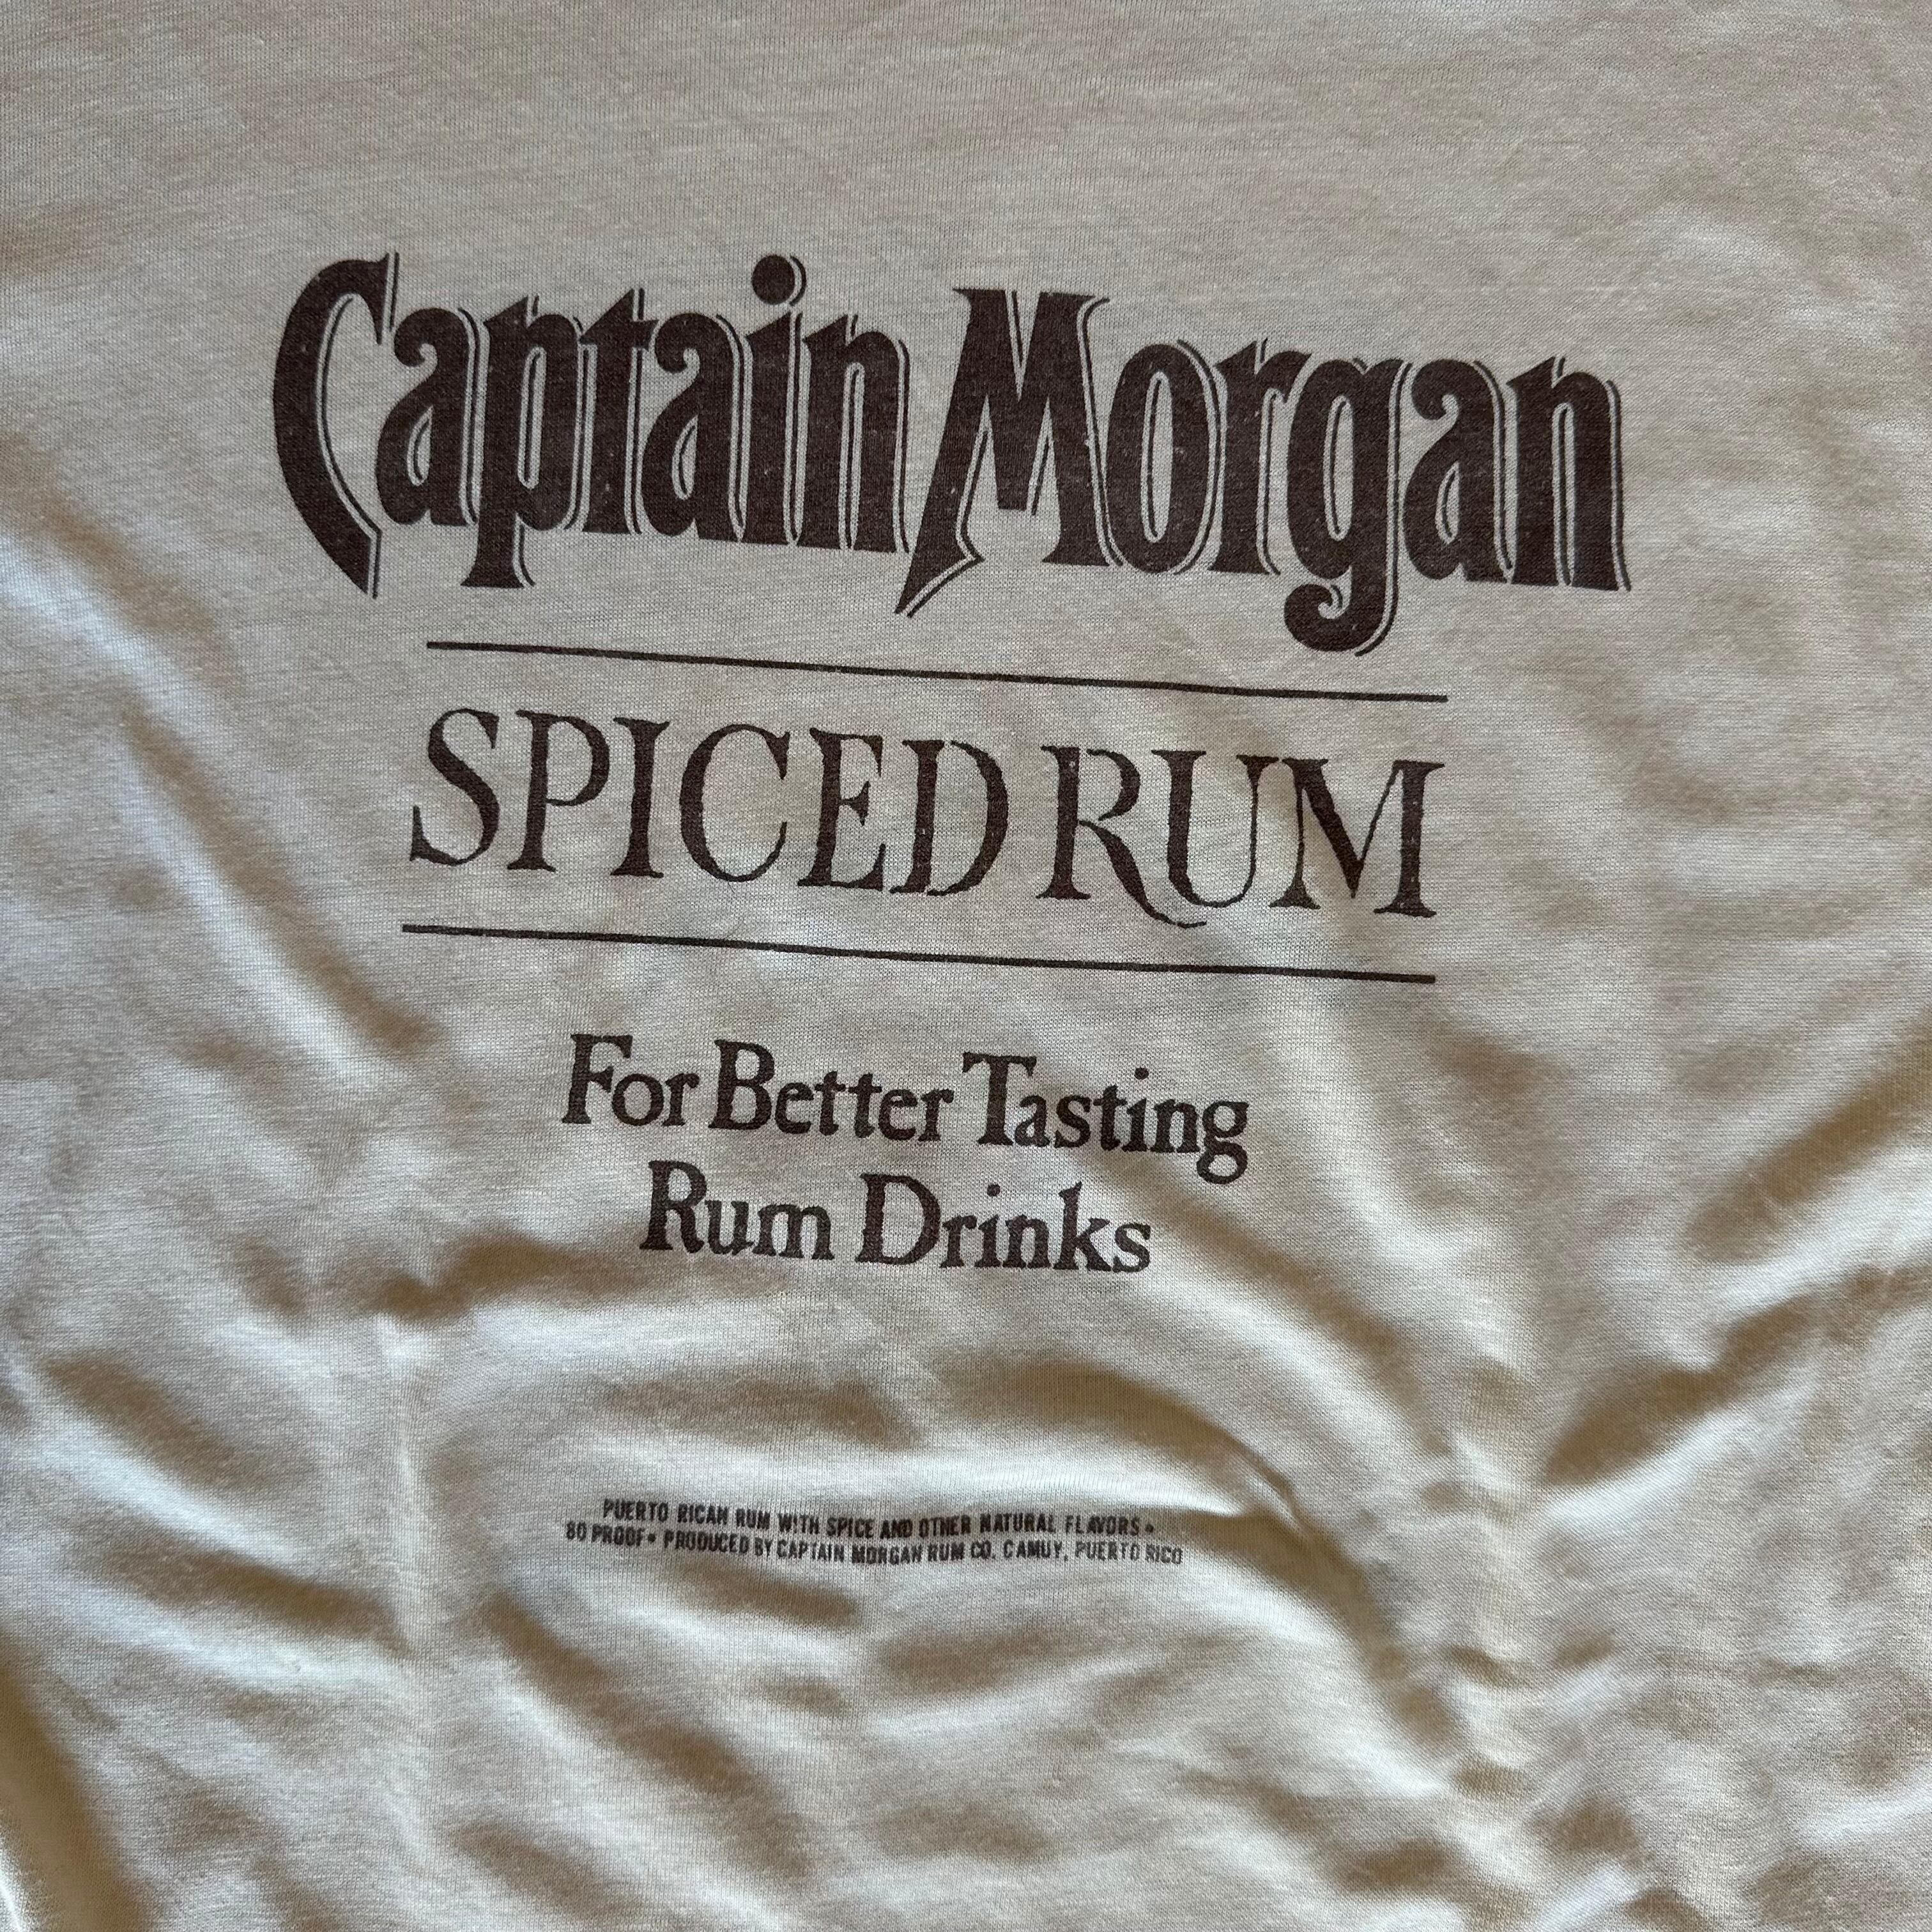 Captain Morgan
SPICED RUM
For Better Tasting
Rum Drinks
PUERTO RICAN RUM WITH SPICE AND OTHER NATURAL FLAVORS •
80 PROOF • PRODUCED BY CAPTAIN MORGAN RUM CO. CAMUY, PUERTO RICO